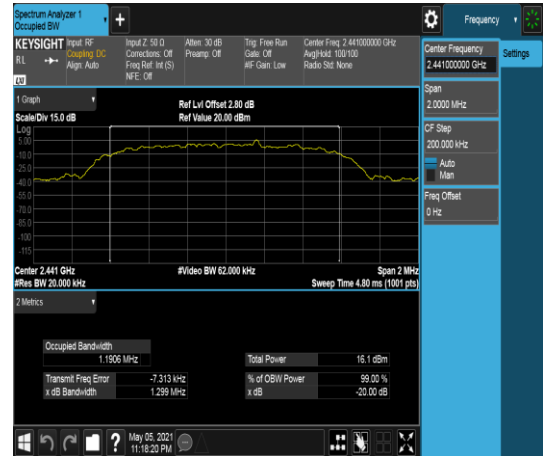 Spectrum Analyzer 1
Occupied BW
+
Frequency
KEYSIGHT
RL
LXI
Input: RF
Coupling: DC
Align: Auto
Input Z: 50 Ω
Corrections: Off
Freq Ref: Int (S)
NFE: Off
Atten: 30 dB
Preamp: Off
Trig: Free Run
Gate: Off
#IF Gain: Low
Center Freq: 2.441000000 GHz
Avg|Hold: 100/100
Radio Std: None
Center Frequency
2.441000000 GHz
Settings
Span
2.0000 MHz
CF Step
200.000 kHz
Auto
Man
Freq Offset
0 Hz
1 Graph
Scale/Div 15.0 dB
Ref Lvl Offset 2.80 dB
Ref Value 20.00 dBm
Log
5.00
-10.0
-25.0
-40.0
-55.0
-70.0
-85.0
-100
-115
Center 2.441 GHz
#Res BW 20.000 kHz
#Video BW 62.000 kHz
Span 2 MHz
Sweep Time 4.80 ms (1001 pts)
2 Metrics
Occupied Bandwidth
1.1906 MHz
Total Power 16.1 dBm
Transmit Freq Error -7.313 kHz
% of OBW Power 99.00 %
x dB Bandwidth 1.299 MHz
x dB -20.00 dB
?
May 05, 2021
11:18:20 PM